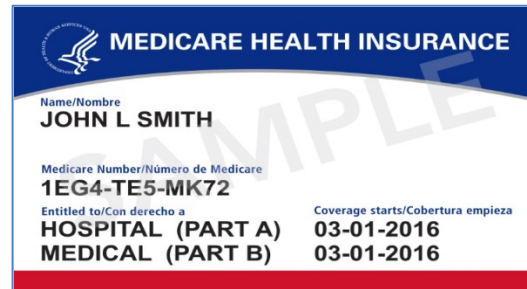 MEDICARE HEALTH INSURANCE
SAMPLE
Name/Nombre
JOHN L SMITH
Medicare Number/Número de Medicare
1EG4-TE5-MK72
Entitled to/Con derecho a Coverage starts/Cobertura empieza
HOSPITAL (PART A) 03-01-2016
MEDICAL (PART B) 03-01-2016